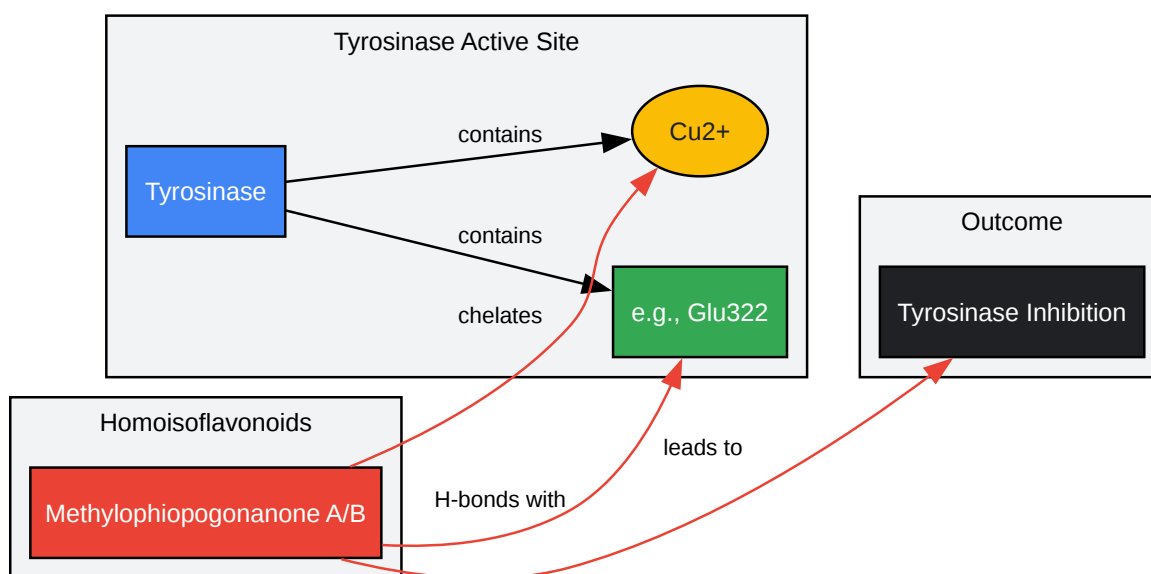 Tyrosinase Active Site
contains
Cu2+
Tyrosinase
contains
e.g., Glu322
chelates
Outcome
Tyrosinase Inhibition
Homoisoflavonoids
Methylophiopogonanone A/B
H-bonds with
leads to